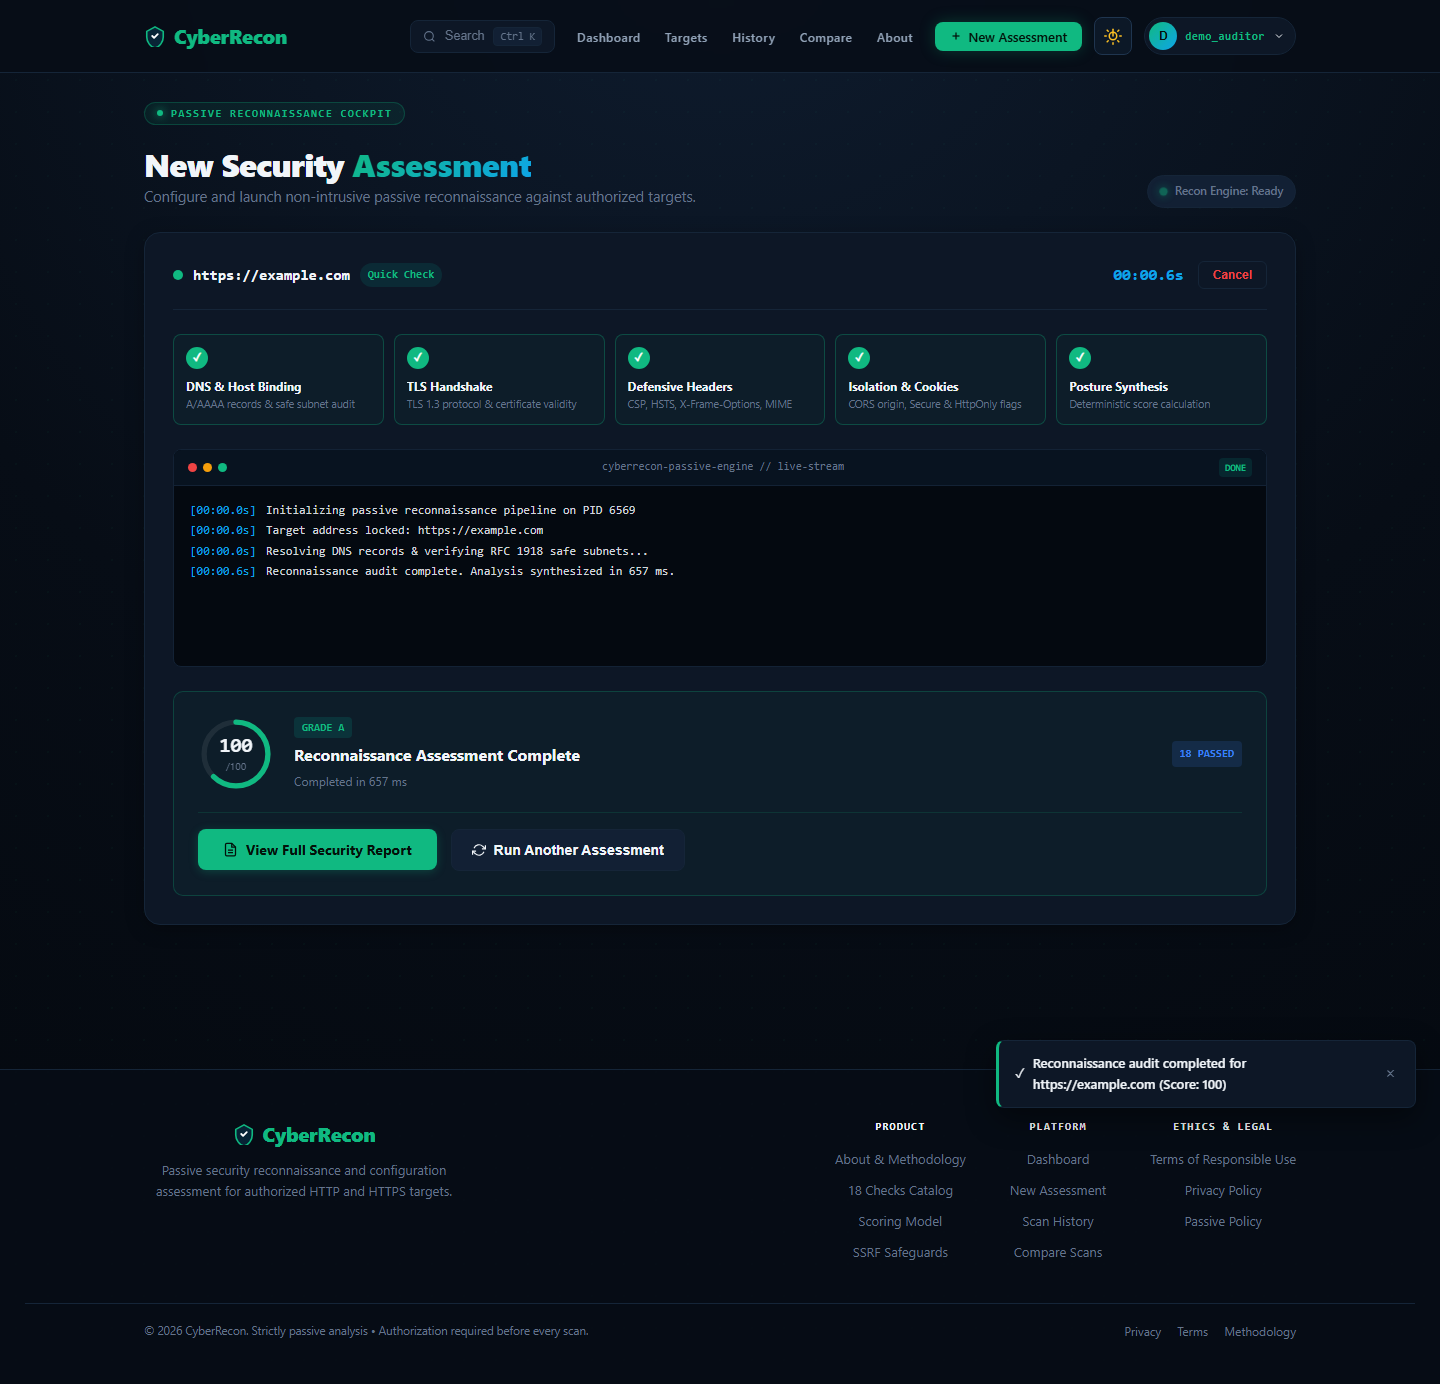 CyberRecon
Search Ctrl K
Dashboard
Targets
History
Compare
About
+ New Assessment
D demo_auditor
PASSIVE RECONNAISSANCE COCKPIT
New Security Assessment
Configure and launch non-intrusive passive reconnaissance against authorized targets.
Recon Engine: Ready
https://example.com Quick Check
00:00.6s
Cancel
DNS & Host Binding
A/AAAA records & safe subnet audit
TLS Handshake
TLS 1.3 protocol & certificate validity
Defensive Headers
CSP, HSTS, X-Frame-Options, MIME
Isolation & Cookies
CORS origin, Secure & HttpOnly flags
Posture Synthesis
Deterministic score calculation
cyberrecon-passive-engine // live-stream
DONE
[00:00.0s] Initializing passive reconnaissance pipeline on PID 6569
[00:00.0s] Target address locked: https://example.com
[00:00.0s] Resolving DNS records & verifying RFC 1918 safe subnets...
[00:00.6s] Reconnaissance audit complete. Analysis synthesized in 657 ms.
100
/100
GRADE A
Reconnaissance Assessment Complete
Completed in 657 ms
18 PASSED
View Full Security Report
Run Another Assessment
Reconnaissance audit completed for
https://example.com (Score: 100)
×
CyberRecon
Passive security reconnaissance and configuration
assessment for authorized HTTP and HTTPS targets.
PRODUCT
About & Methodology
18 Checks Catalog
Scoring Model
SSRF Safeguards
PLATFORM
Dashboard
New Assessment
Scan History
Compare Scans
ETHICS & LEGAL
Terms of Responsible Use
Privacy Policy
Passive Policy
© 2026 CyberRecon. Strictly passive analysis • Authorization required before every scan.
Privacy
Terms
Methodology